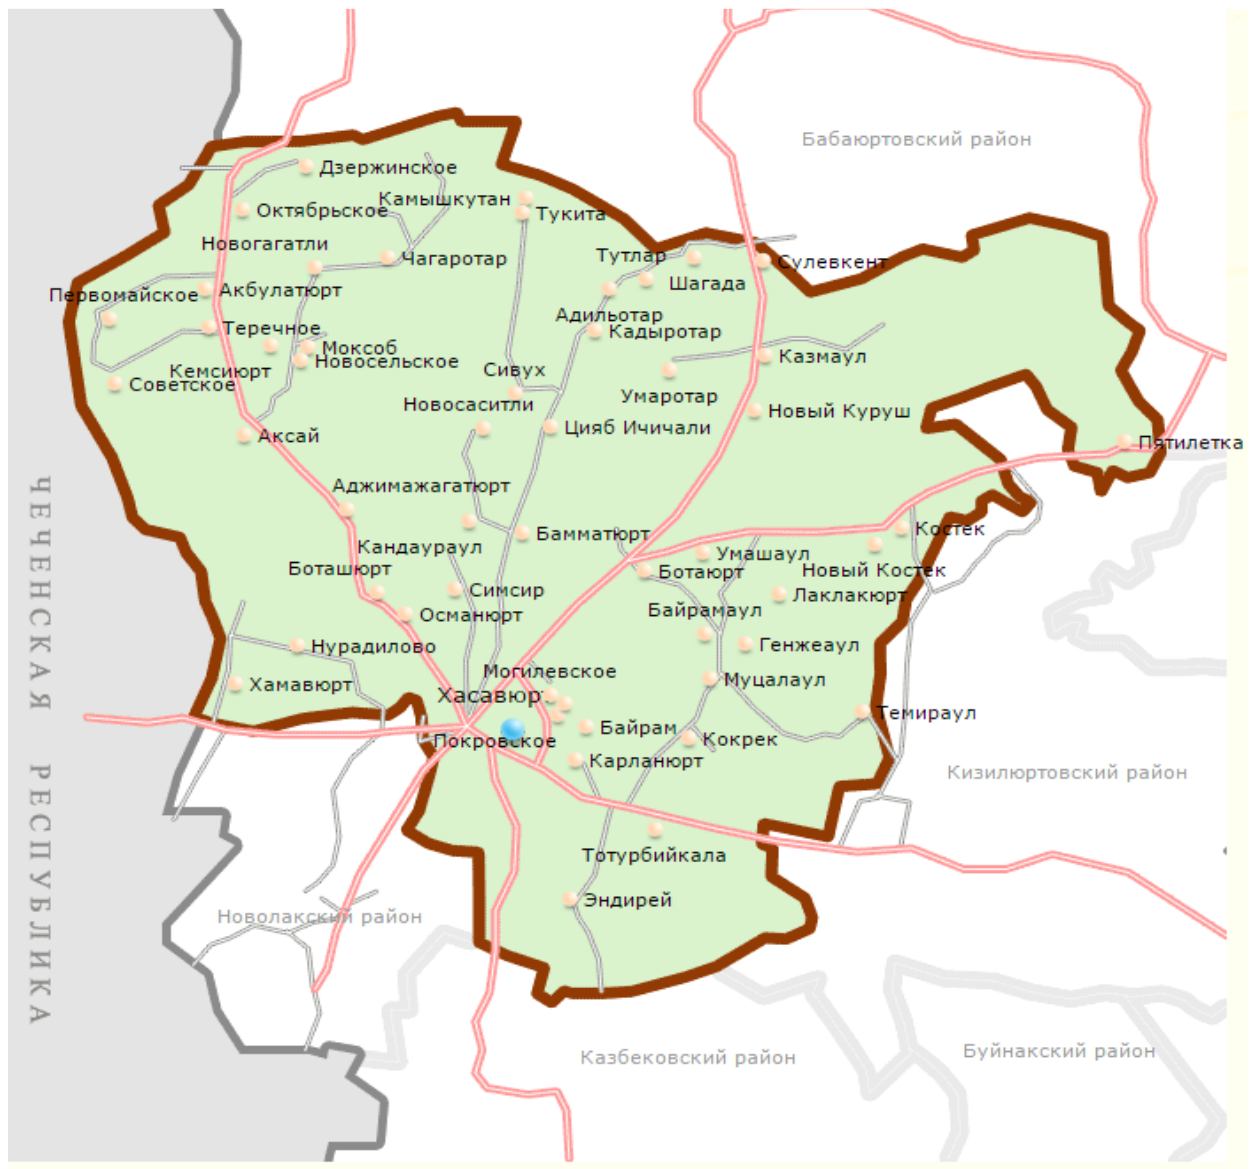 Бабаюртовский район
Дзержинское
Камышкутан
Октябрьское
Тукита
Новогагатли
Тутлар
Чагаротар
Сулевкент
Шагада
Первомайское
Акбулатюрт
Адильотар
Теречное
Кадыротар
Моксоб
Казмаул
Новосельское
Кемсиюрт
Сивух
Советское
Умаротар
Новосаситли
Новый Куруш
Цияб Ичичали
Аксай
Пятилетка
Аджимажагатюрт
Костек
Бамматюрт
Кандаураул
Умашаул
Боташюрт
Ботаюрт
Новый Костек
Симсир
Лаклакюрт
Байрамаул
Османюрт
Нурадилово
Генжеаул
Могилевское
Муцалаул
Хамавюрт
Хасавюр
Темираул
Байрам
Покровское
Кокрек
Карланюрт
Кизилюртовский район
Тотурбийкала
Эндирей
Новолакский район
Казбековский район
Буйнакский район
ЧЕЧЕНСКАЯ РЕСПУБЛИКА